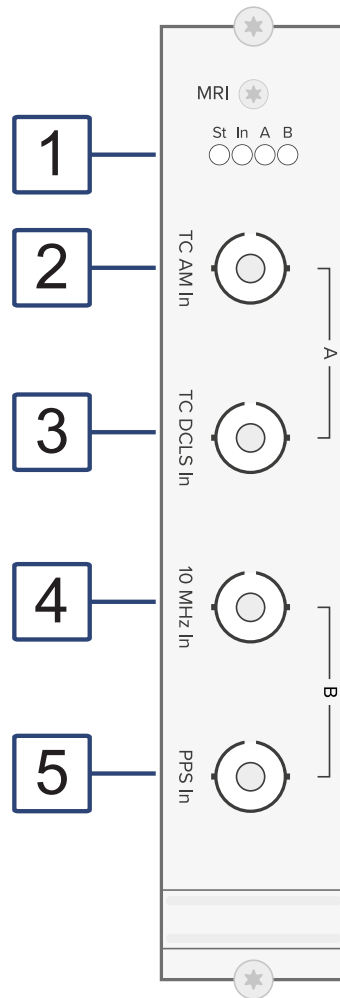 MRI
St In A B
1
2
TC AM In
A
3
TC DCLS In
4
10 MHz In
B
5
PPS In